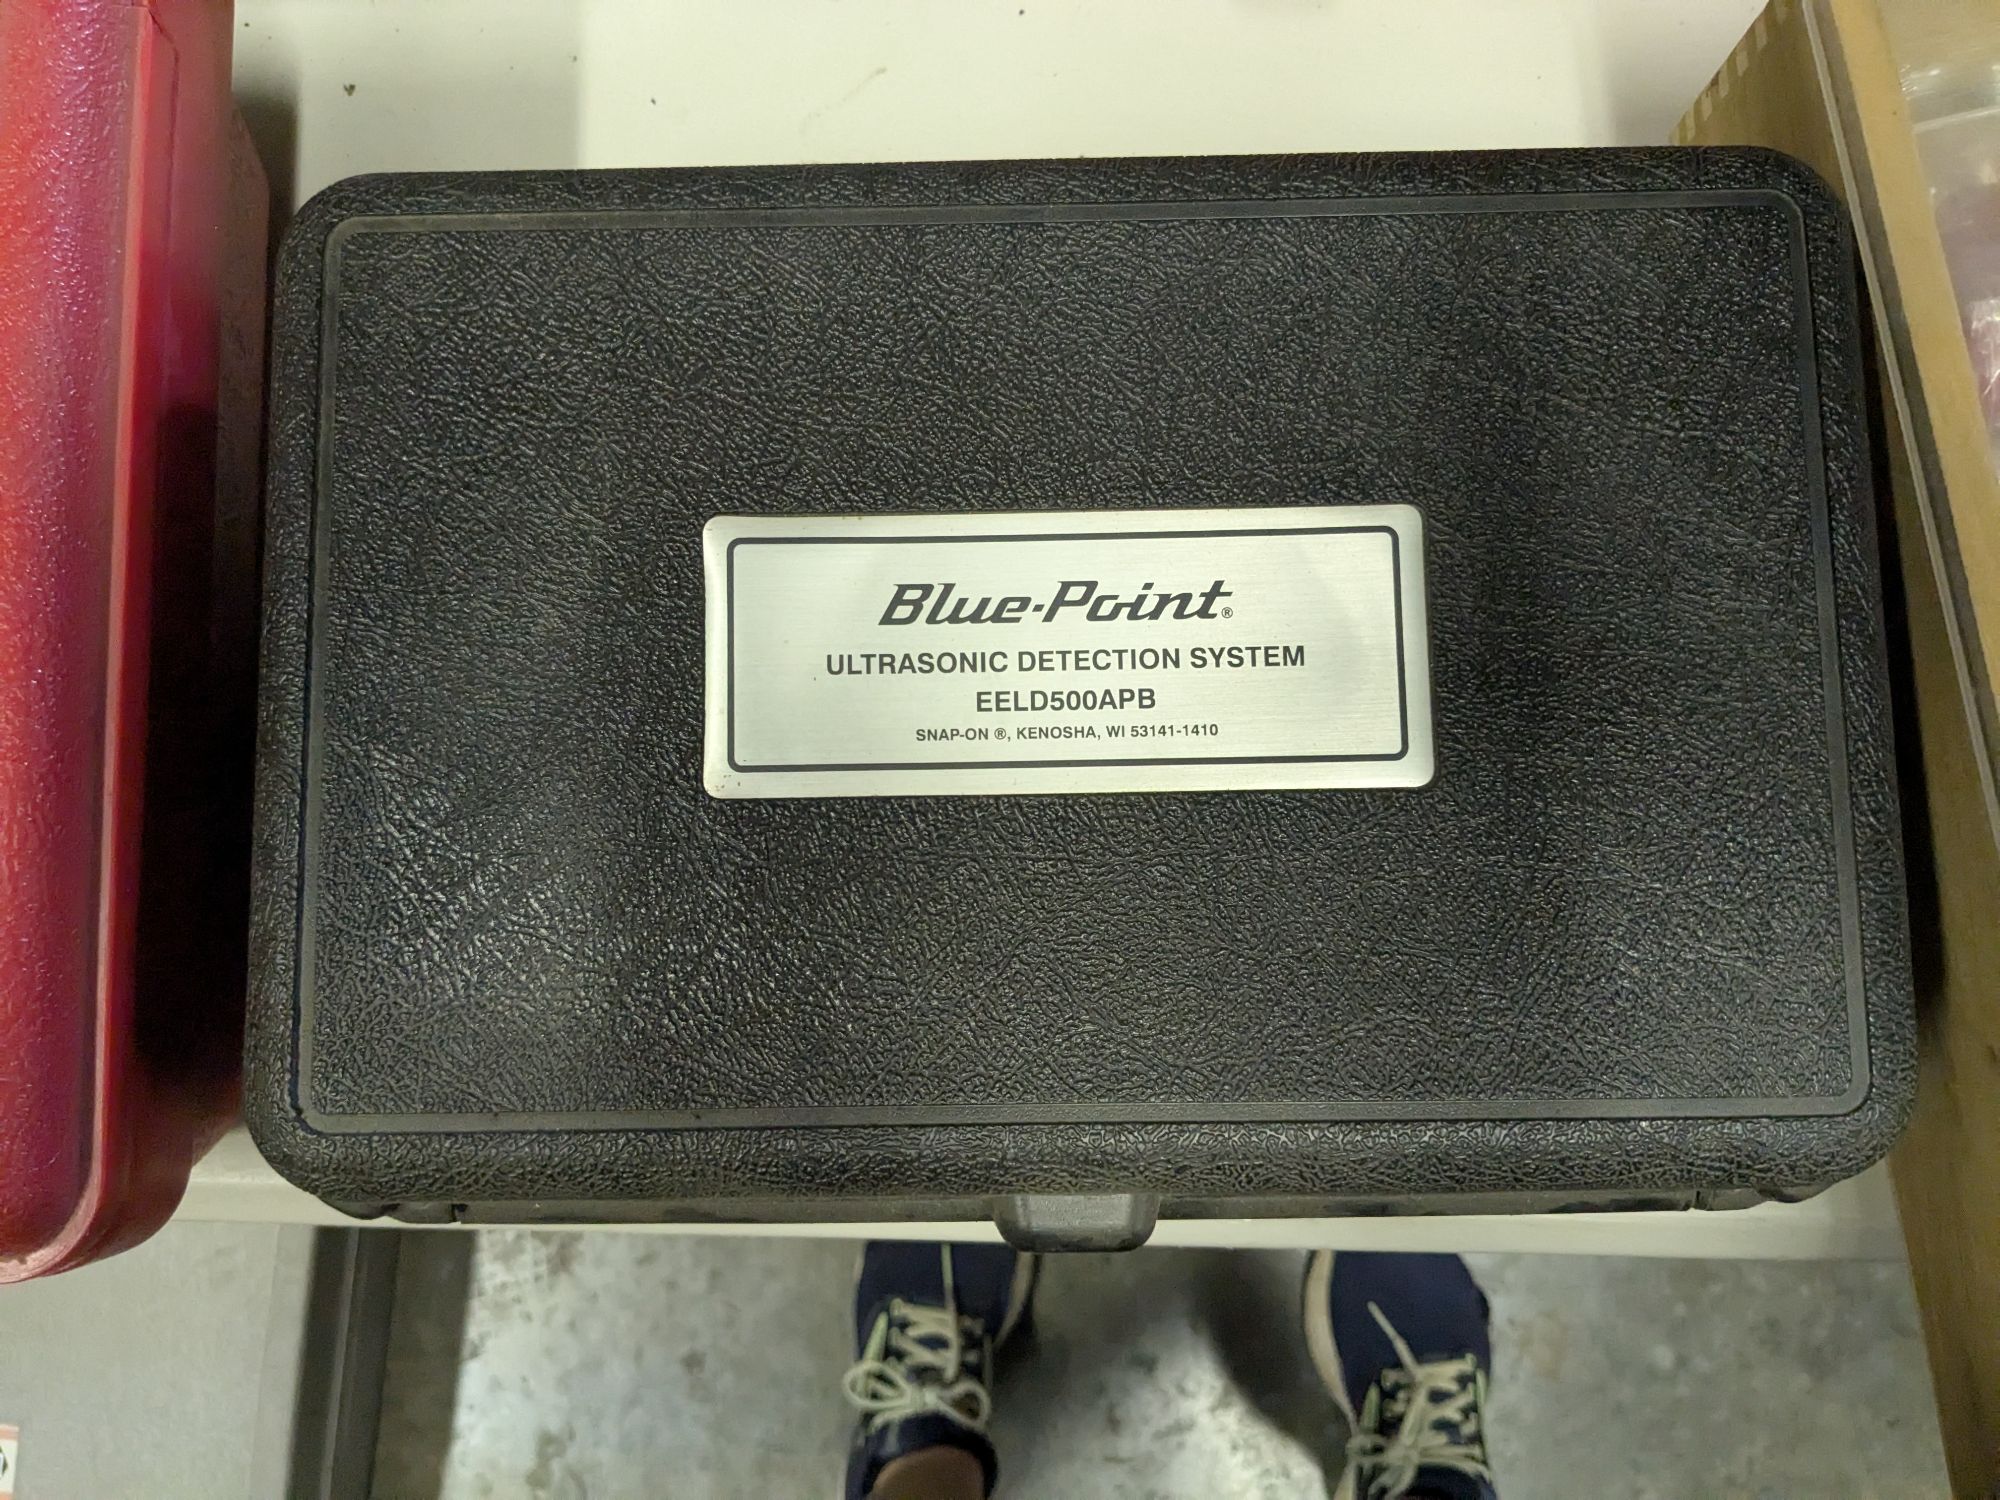 Blue-Point®
ULTRASONIC DETECTION SYSTEM
EELD500APB
SNAP-ON ®, KENOSHA, WI 53141-1410